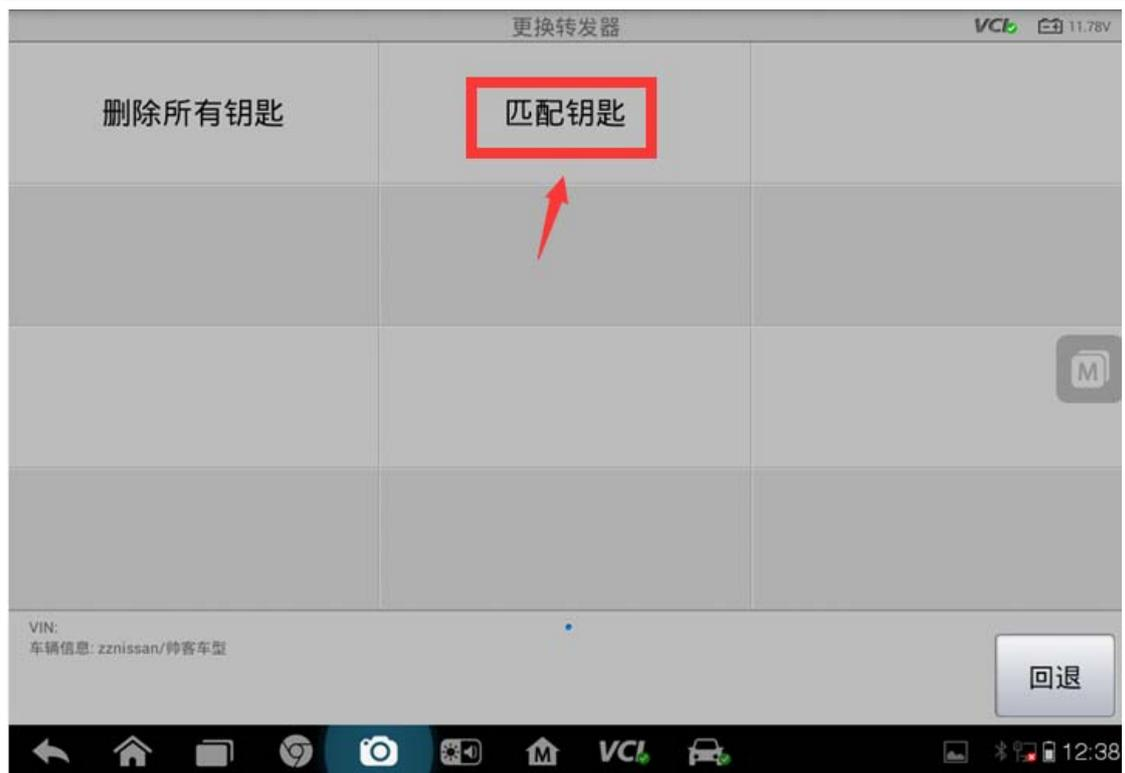 更换转发器
VCI 11.78V
删除所有钥匙
匹配钥匙
M
VIN:
车辆信息: zznissan/帅客车型
回退
M VCI 12:38